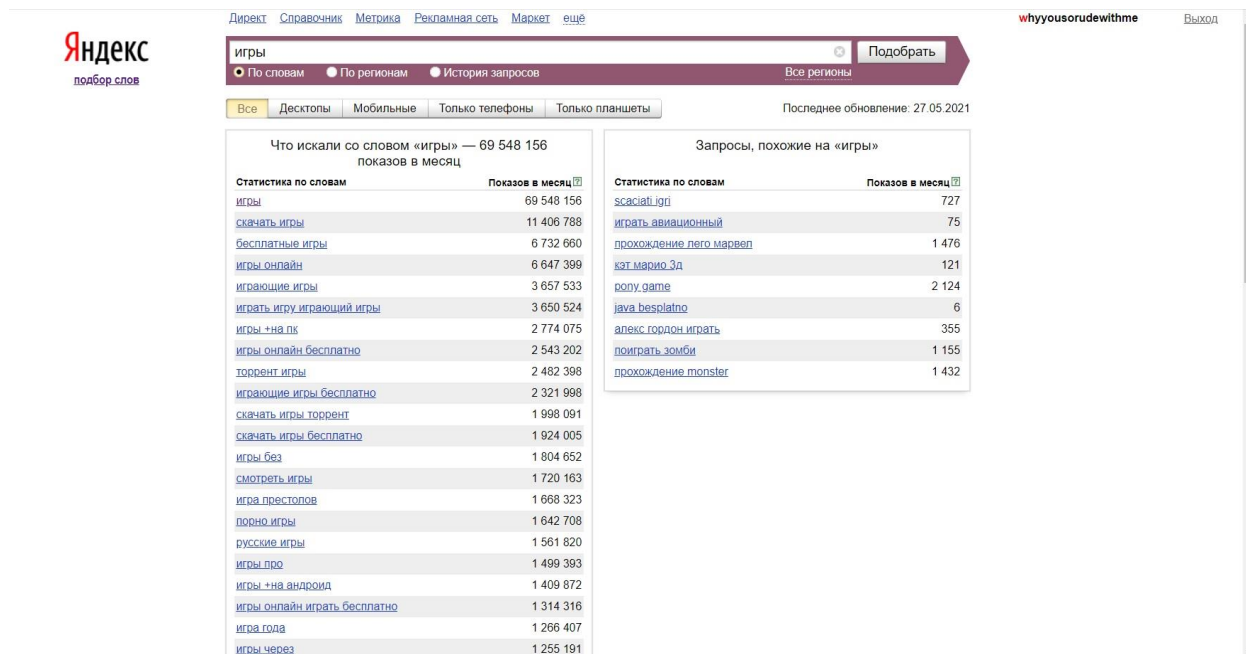 Директ Справочник Метрика Рекламная сеть Маркет ещё
whyyousorudewithme Выход
Яндекс
подбор слов
игры Подобрать
По словам По регионам История запросов Все регионы
Все Десктопы Мобильные Только телефоны Только планшеты Последнее обновление: 27.05.2021
Что искали со словом «игры» — 69 548 156
показов в месяц
Статистика по словам Показов в месяц ?
игры 69 548 156
скачать игры 11 406 788
бесплатные игры 6 732 660
игры онлайн 6 647 399
играющие игры 3 657 533
играть игру играющий игры 3 650 524
игры +на пк 2 774 075
игры онлайн бесплатно 2 543 202
торрент игры 2 482 398
играющие игры бесплатно 2 321 998
скачать игры торрент 1 998 091
скачать игры бесплатно 1 924 005
игры без 1 804 652
смотреть игры 1 720 163
игра престолов 1 668 323
порно игры 1 642 708
русские игры 1 561 820
игры про 1 499 393
игры +на андроид 1 409 872
игры онлайн играть бесплатно 1 314 316
игра года 1 266 407
игры через 1 255 191
Запросы, похожие на «игры»
Статистика по словам Показов в месяц ?
scaciati igri 727
играть авиационный 75
прохождение лего марвел 1 476
кэт марио 3д 121
pony game 2 124
java besplatno 6
алекс гордон играть 355
поиграть зомби 1 155
прохождение monster 1 432